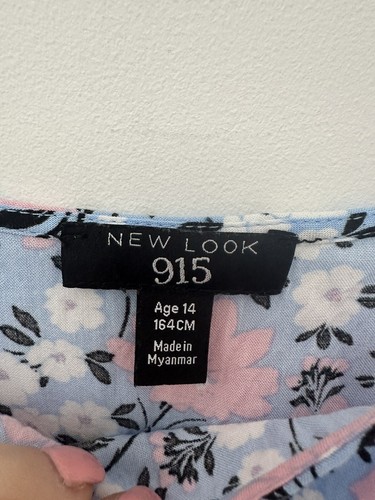 NEW LOOK
915
Age 14
164CM
Made in
Myanmar